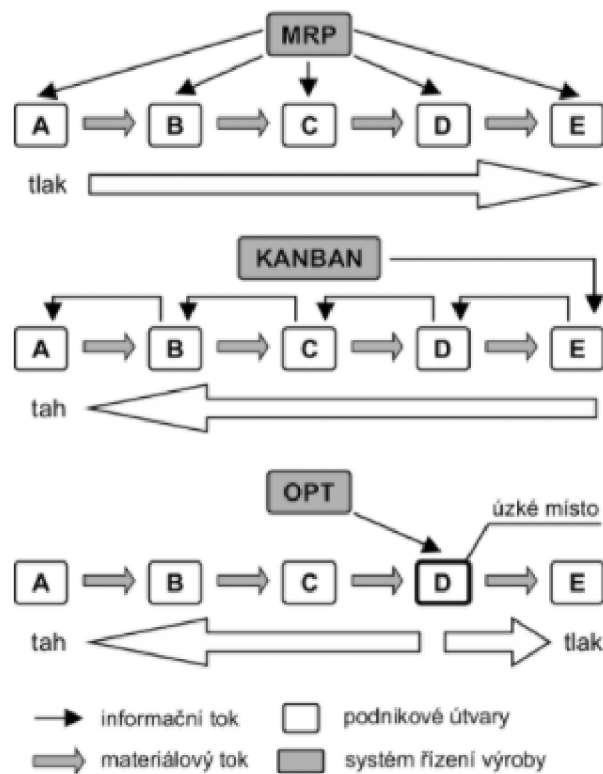 MRP
A B C D E
tlak
KANBAN
A B C D E
tah
OPT
úzké místo
A B C D E
tah tlak
informační tok podnikové útvary
materiálový tok systém řízení výroby